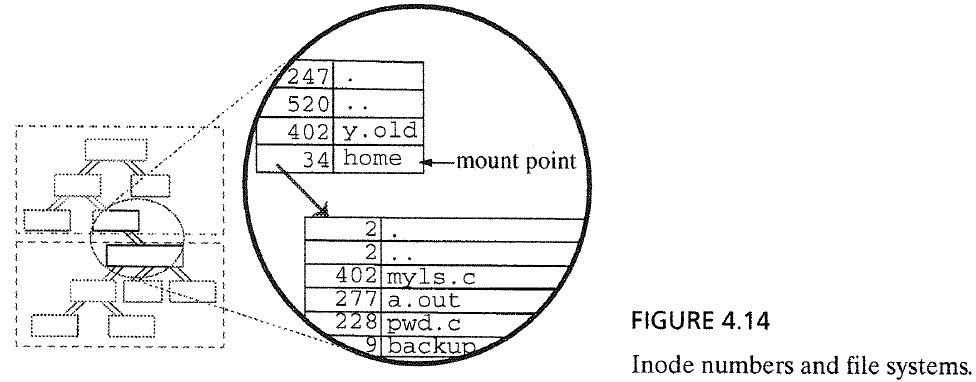 247 .
520 ..
402 y.old
34 home
mount point
2 .
2 ..
402 myls.c
277 a.out
228 pwd.c
9 backup
FIGURE 4.14
Inode numbers and file systems.